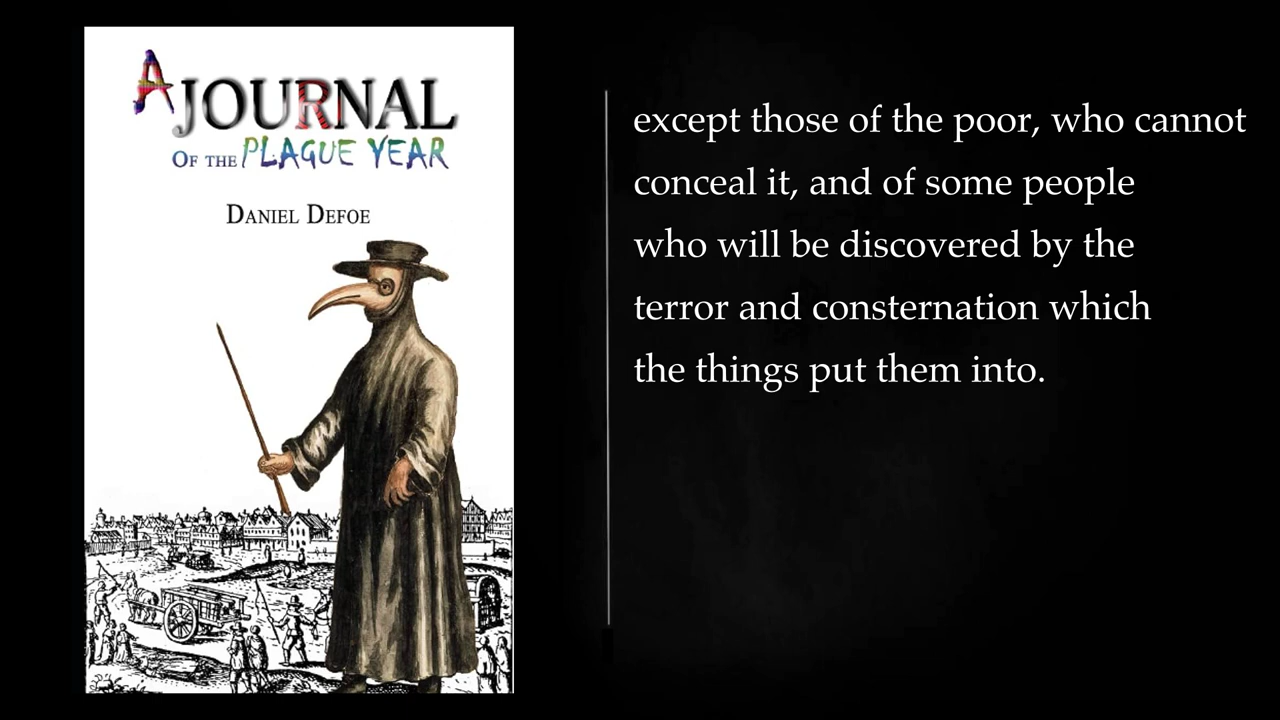 A JOURNAL
OF THE PLAGUE YEAR
DANIEL DEFOE
except those of the poor, who cannot
conceal it, and of some people
who will be discovered by the
terror and consternation which
the things put them into.